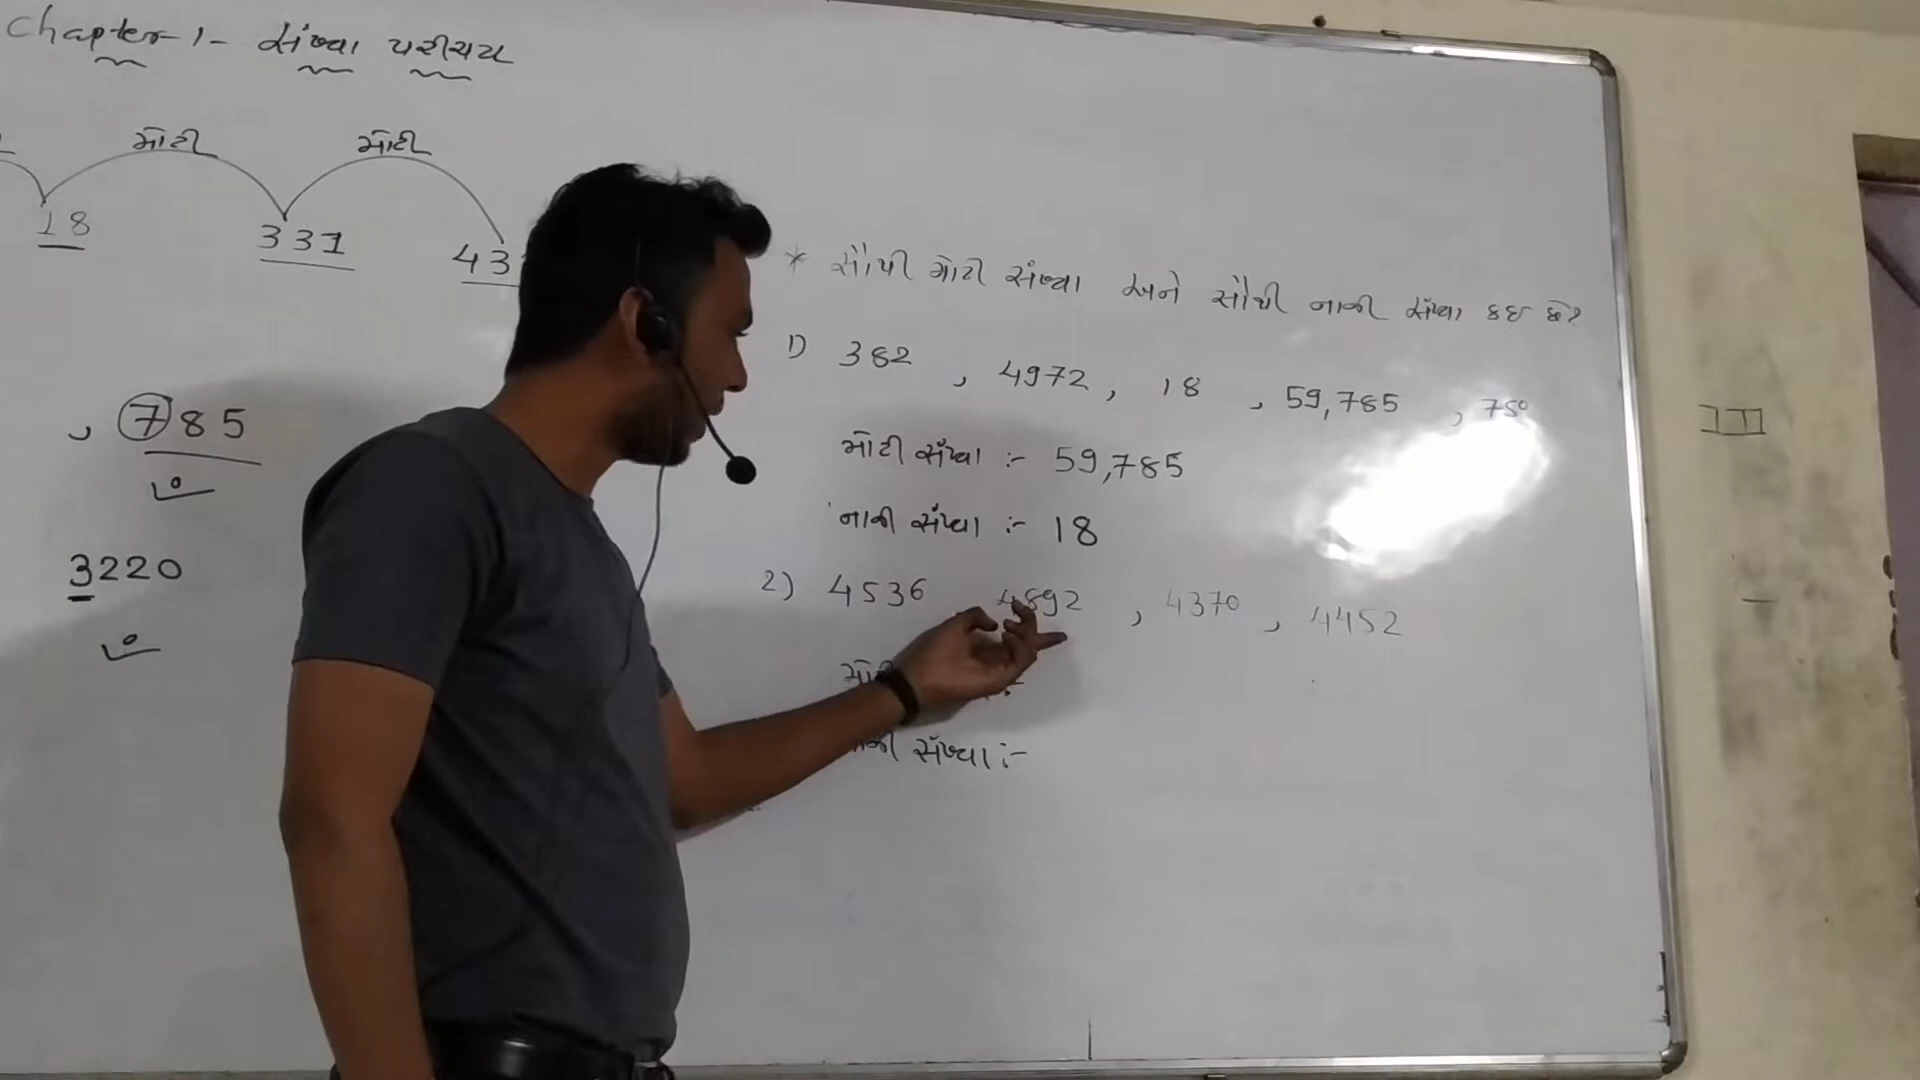 Chapter-1- સંખ્યા પરીચય
મોટી મોટી
18 331 43
, 785
3220
* સૌથી મોટી સંખ્યા અને સૌથી નાની સંખ્યા કઇ છે?
1) 382 , 4972 , 18 , 59,785 , 750
મોટી સંખ્યા :- 59,785
નાની સંખ્યા :- 18
2) 4536 , 4892 , 4370 , 4452
:-
સંખ્યા :-